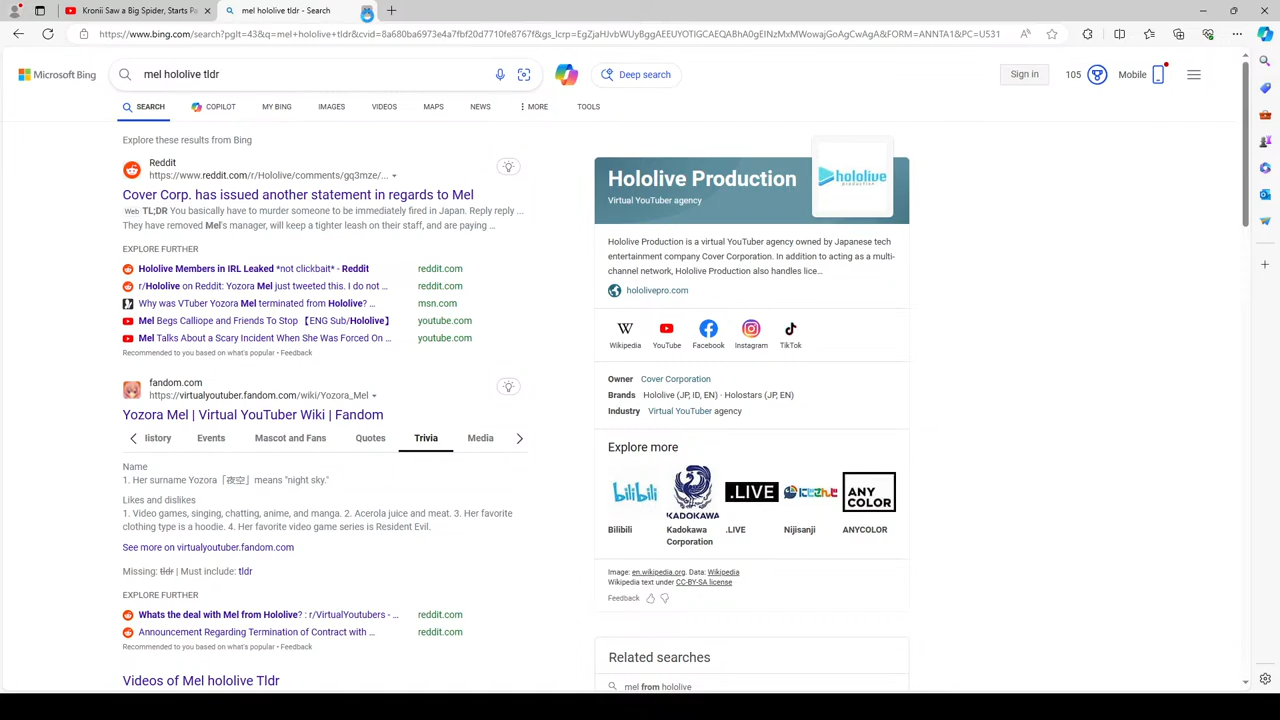 Kronii Saw a Big Spider, Starts Pa
mel hololive tldr - Search
https://www.bing.com/search?pglt=43&q=mel+hololive+tldr&cvid=8a680ba6973e4a7fbf20d7710fe8767f&gs_lcrp=EgZjaHJvbWUyBggAEEUYOTIGCAEQABhA0gEINzMxMWowajGoAgCwAgA&FORM=ANNTA1&PC=U531
Microsoft Bing
mel hololive tldr
Deep search
Sign in
105
Mobile
SEARCH
COPILOT
MY BING
IMAGES
VIDEOS
MAPS
NEWS
MORE
TOOLS
Explore these results from Bing
Reddit
https://www.reddit.com/r/Hololive/comments/gq3mze/...
Cover Corp. has issued another statement in regards to Mel
Web TL;DR You basically have to murder someone to be immediately fired in Japan. Reply reply ...
They have removed Mel's manager, will keep a tighter leash on their staff, and are paying ...
EXPLORE FURTHER
Hololive Members in IRL Leaked *not clickbait* - Reddit reddit.com
r/Hololive on Reddit: Yozora Mel just tweeted this. I do not ... reddit.com
Why was VTuber Yozora Mel terminated from Hololive? ... msn.com
Mel Begs Calliope and Friends To Stop 【ENG Sub/Hololive】 youtube.com
Mel Talks About a Scary Incident When She Was Forced On ... youtube.com
Recommended to you based on what's popular • Feedback
fandom.com
https://virtualyoutuber.fandom.com/wiki/Yozora_Mel
Yozora Mel | Virtual YouTuber Wiki | Fandom
listory
Events
Mascot and Fans
Quotes
Trivia
Media
Name
1. Her surname Yozora「夜空」means "night sky."
Likes and dislikes
1. Video games, singing, chatting, anime, and manga. 2. Acerola juice and meat. 3. Her favorite
clothing type is a hoodie. 4. Her favorite video game series is Resident Evil.
See more on virtualyoutuber.fandom.com
Missing: tldr | Must include: tldr
EXPLORE FURTHER
Whats the deal with Mel from Hololive? : r/VirtualYoutubers - ... reddit.com
Announcement Regarding Termination of Contract with ... reddit.com
Recommended to you based on what's popular • Feedback
Videos of Mel hololive Tldr
Hololive Production
Virtual YouTuber agency
hololive
production
Hololive Production is a virtual YouTuber agency owned by Japanese tech
entertainment company Cover Corporation. In addition to acting as a multi-
channel network, Hololive Production also handles lice...
hololivepro.com
W
Wikipedia
YouTube
Facebook
Instagram
TikTok
Owner Cover Corporation
Brands Hololive (JP, ID, EN) · Holostars (JP, EN)
Industry Virtual YouTuber agency
Explore more
bilibili
KADOKAWA
.LIVE
にじさんじ
ANY
COLOR
Bilibili
Kadokawa
Corporation
.LIVE
Nijisanji
ANYCOLOR
Image: en.wikipedia.org. Data: Wikipedia
Wikipedia text under CC-BY-SA license
Feedback
Related searches
mel from hololive